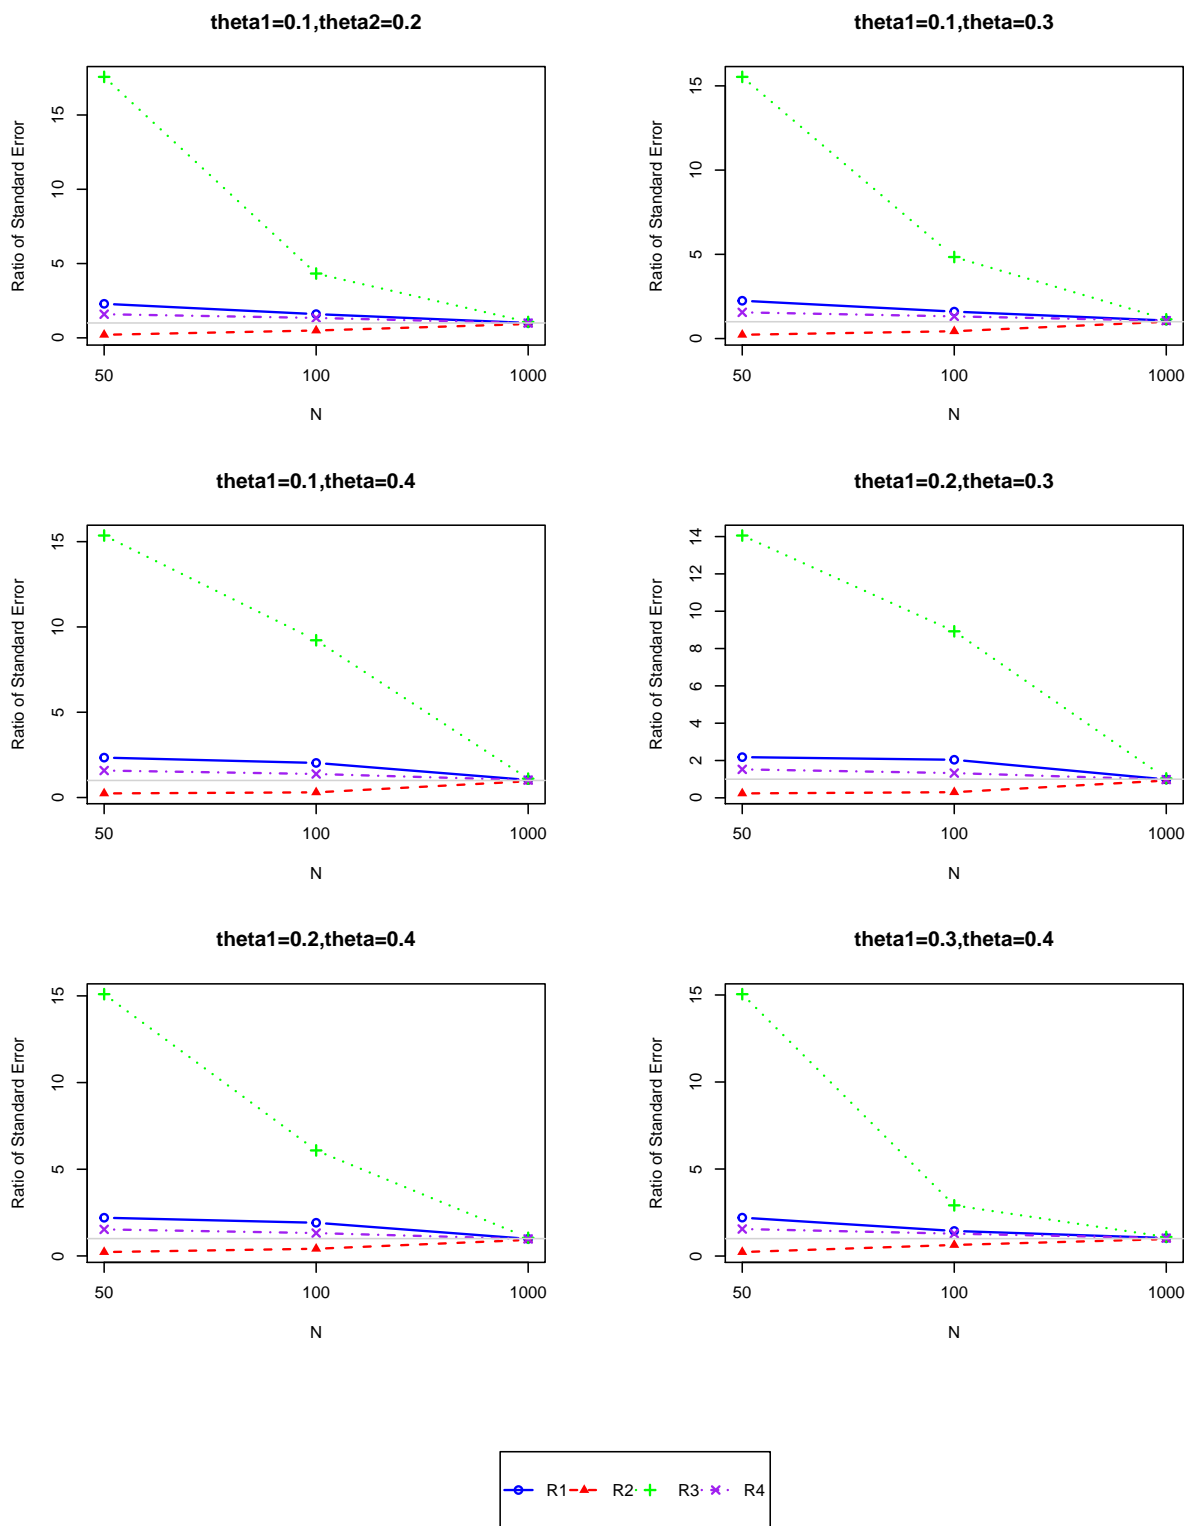 theta1=0.1,theta2=0.2
Ratio of Standard Error
15
10
5
0
50 100 1000
N
theta1=0.1,theta=0.3
Ratio of Standard Error
15
10
5
0
50 100 1000
N
theta1=0.1,theta=0.4
Ratio of Standard Error
15
10
5
0
50 100 1000
N
theta1=0.2,theta=0.3
Ratio of Standard Error
14
12
10
8
6
4
2
0
50 100 1000
N
theta1=0.2,theta=0.4
Ratio of Standard Error
15
10
5
0
50 100 1000
N
theta1=0.3,theta=0.4
Ratio of Standard Error
15
10
5
0
50 100 1000
N
R1 R2 R3 R4